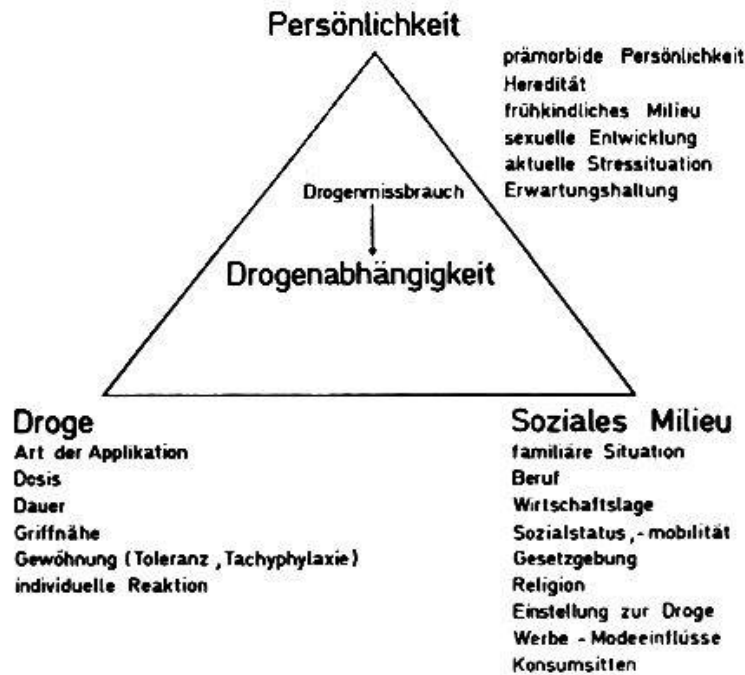 Persönlichkeit
prämorbide Persönlichkeit
Heredität
frühkindliches Milieu
sexuelle Entwicklung
aktuelle Stressituation
Erwartungshaltung
Drogenmissbrauch
Drogenabhängigkeit
Droge
Art der Applikation
Dosis
Dauer
Griffnähe
Gewöhnung (Toleranz, Tachyphylaxie)
individuelle Reaktion
Soziales Milieu
familiäre Situation
Beruf
Wirtschaftslage
Sozialstatus, -mobilität
Gesetzgebung
Religion
Einstellung zur Droge
Werbe - Modeeinflüsse
Konsumsitten